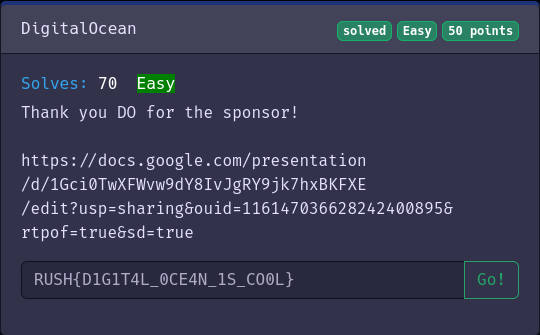 DigitalOcean
solved Easy 50 points
Solves: 70 Easy
Thank you DO for the sponsor!
https://docs.google.com/presentation
/d/1Gci0TwXFWvw9dY8IvJgRY9jk7hxBKFXE
/edit?usp=sharing&ouid=116147036628242400895&
rtpof=true&sd=true
RUSH{D1G1T4L_0CE4N_1S_CO0L} Go!